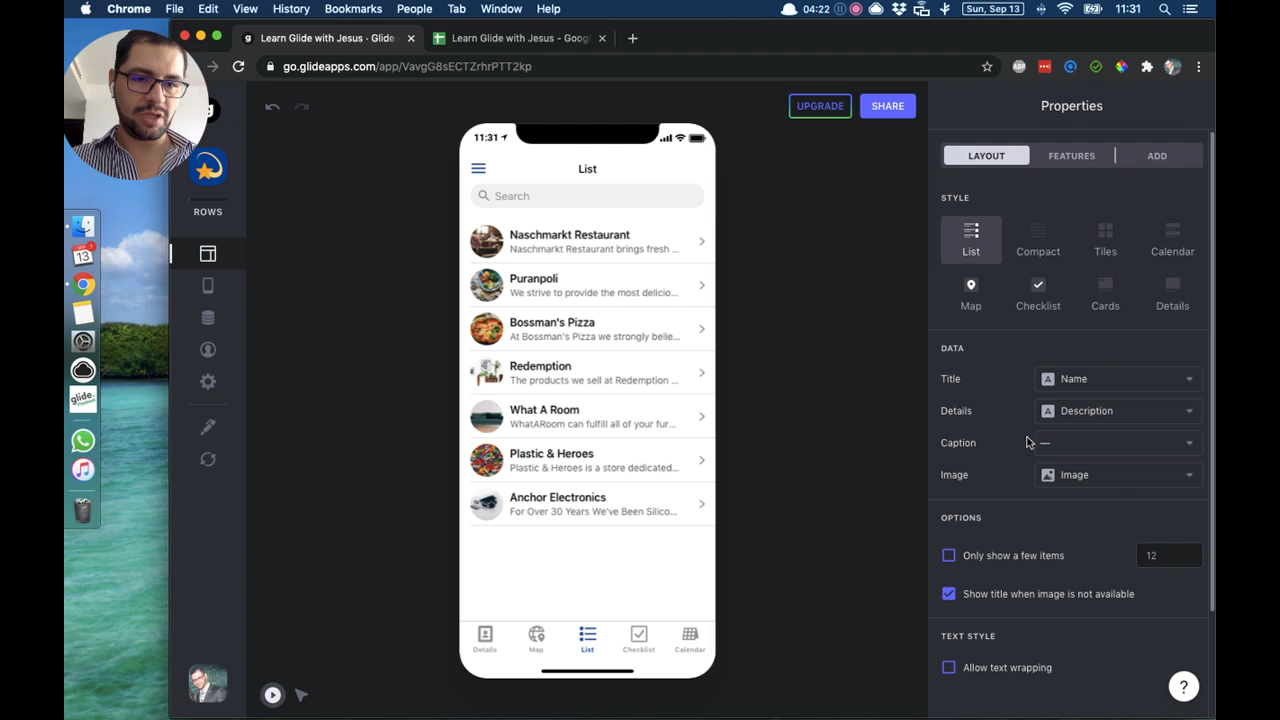 Chrome File Edit View History Bookmarks People Tab Window Help 04:22 Sun, Sep 13 11:31
Learn Glide with Jesus · Glide
Learn Glide with Jesus - Goog
go.glideapps.com/app/VavgG8sECTZrhrPTT2kp
UPGRADE
SHARE
Properties
LAYOUT
FEATURES
ADD
ROWS
STYLE
List
Compact
Tiles
Calendar
Map
Checklist
Cards
Details
DATA
Title
Name
Details
Description
Caption
—
Image
Image
OPTIONS
Only show a few items
12
Show title when image is not available
TEXT STYLE
Allow text wrapping
?
11:31
List
Search
Naschmarkt Restaurant
Naschmarkt Restaurant brings fresh ...
Puranpoli
We strive to provide the most delicio...
Bossman's Pizza
At Bossman's Pizza we strongly belie...
Redemption
The products we sell at Redemption ...
What A Room
WhatARoom can fulfill all of your fur...
Plastic & Heroes
Plastic & Heroes is a store dedicated...
Anchor Electronics
For Over 30 Years We've Been Silico...
Details
Map
List
Checklist
Calendar
13
glide.